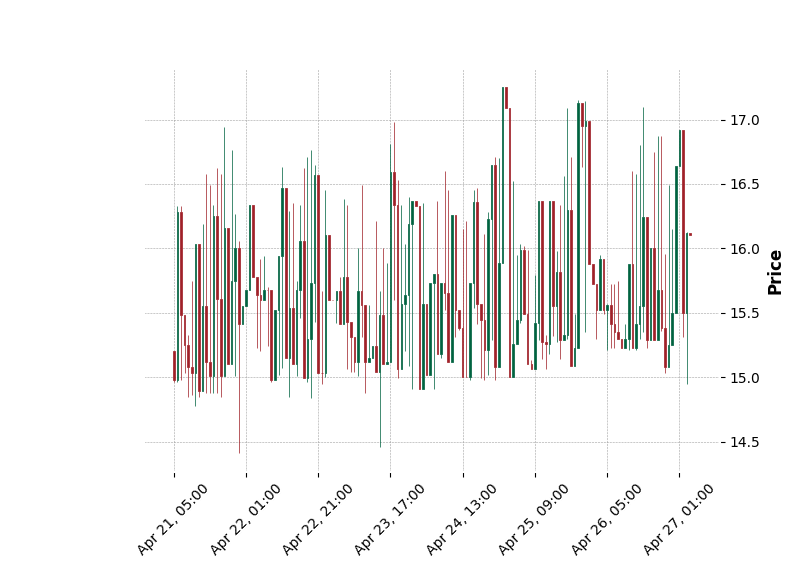 17.0
16.5
16.0
15.5
15.0
14.5
Price
Apr 21, 05:00
Apr 22, 01:00
Apr 22, 21:00
Apr 23, 17:00
Apr 24, 13:00
Apr 25, 09:00
Apr 26, 05:00
Apr 27, 01:00